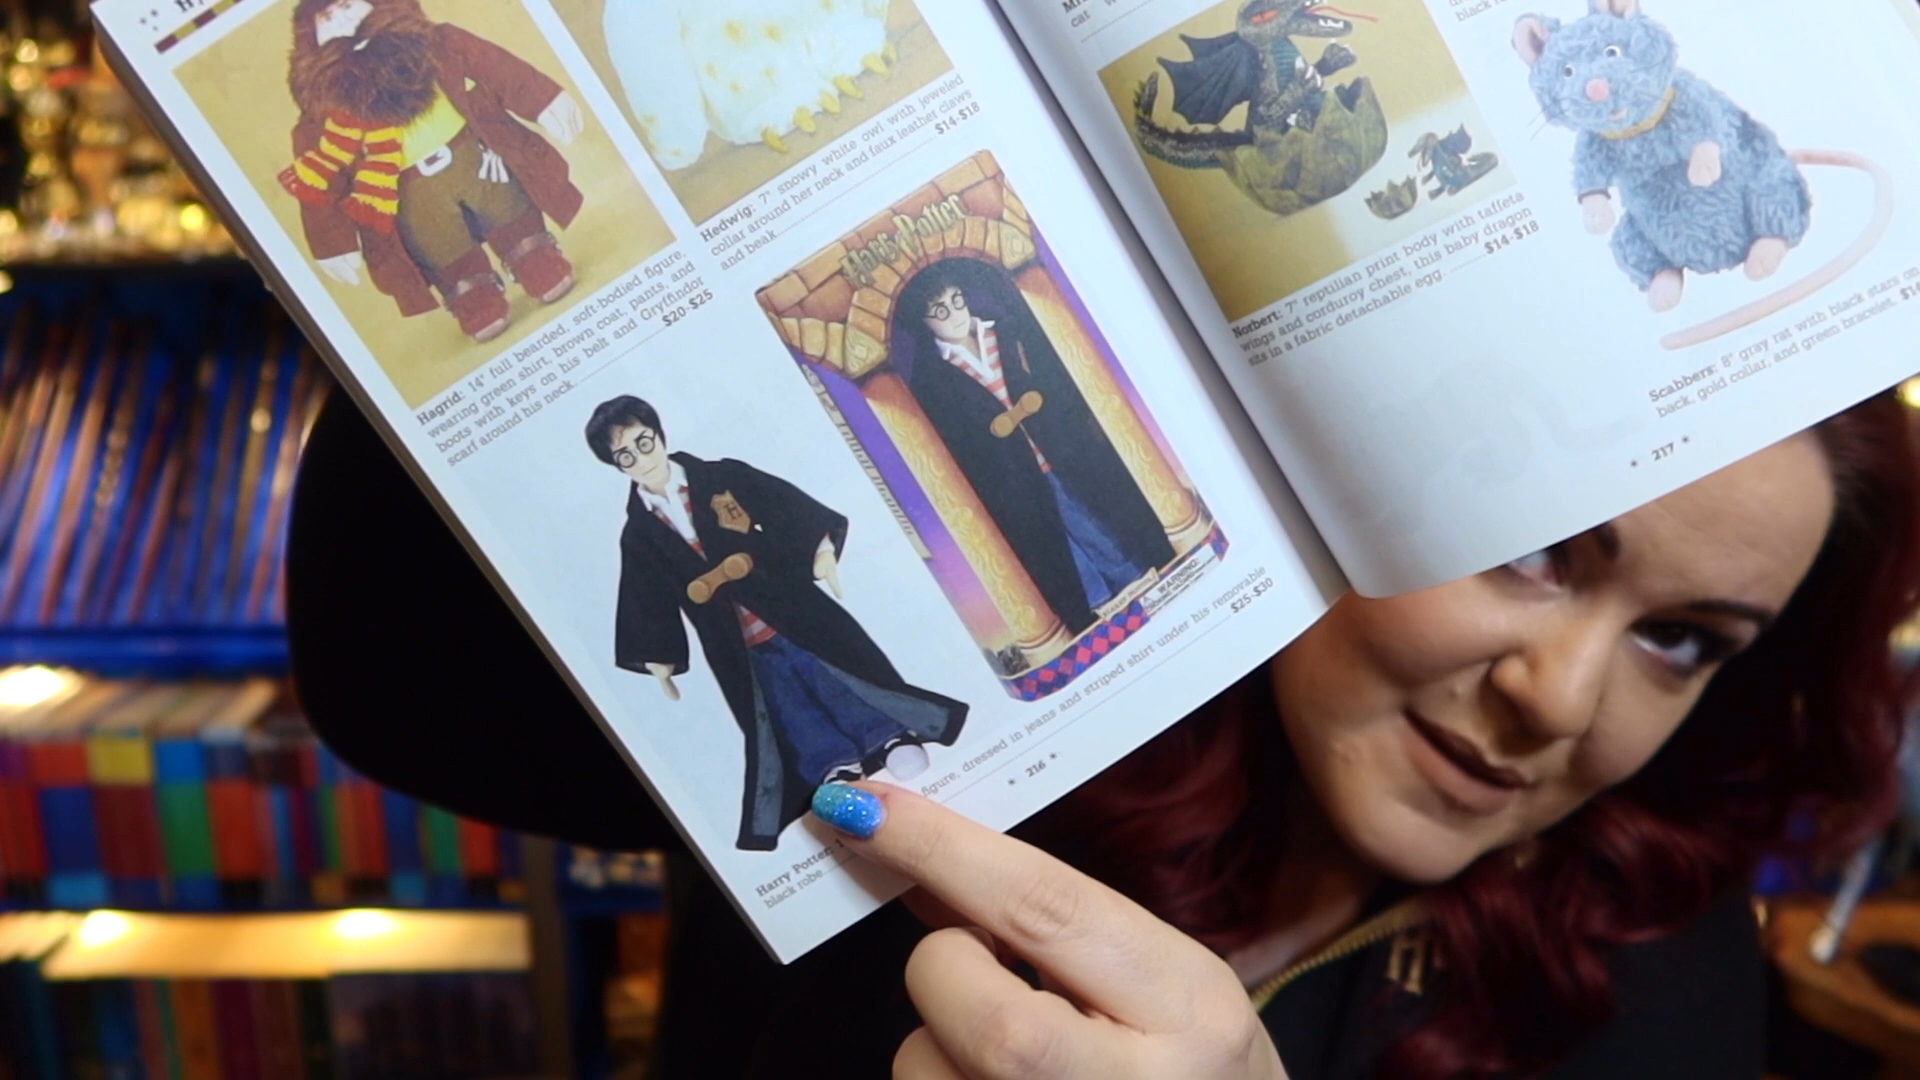 Hagrid: 14" full bearded, soft-bodied figure,
wearing green shirt, brown coat, pants, and
boots with keys on his belt and Gryffindor
scarf around his neck. $20-$25
Hedwig: 7" snowy white owl with jeweled
collar around her neck and faux leather claws
and beak $14-$18
Harry Potter
H
Harry Potter
WARNING:
Harry Potter:
figure, dressed in jeans and striped shirt under his removable
black robe $25-$30
* 216 *
cat
black
Norbert: 7" reptilian print body with taffeta
wings and corduroy chest, this baby dragon
sits in a fabric detachable egg. $14-$18
Scabbers: 8" gray rat with black stars on
back, gold collar, and green bracelet.
* 217 *
H